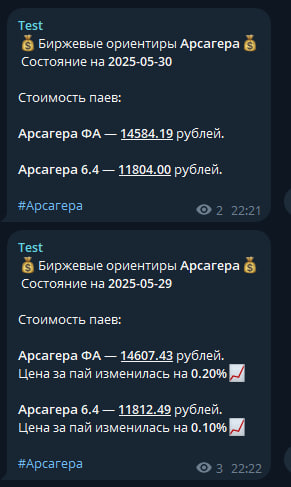 Test
💰 Биржевые ориентиры Арсагера 💰
Состояние на 2025-05-30
Стоимость паев:
Арсагера ФА — 14584.19 рублей.
Арсагера 6.4 — 11804.00 рублей.
#Арсагера
2 22:21
Test
💰 Биржевые ориентиры Арсагера 💰
Состояние на 2025-05-29
Стоимость паев:
Арсагера ФА — 14607.43 рублей.
Цена за пай изменилась на 0.20% 📈
Арсагера 6.4 — 11812.49 рублей.
Цена за пай изменилась на 0.10% 📈
#Арсагера
3 22:22